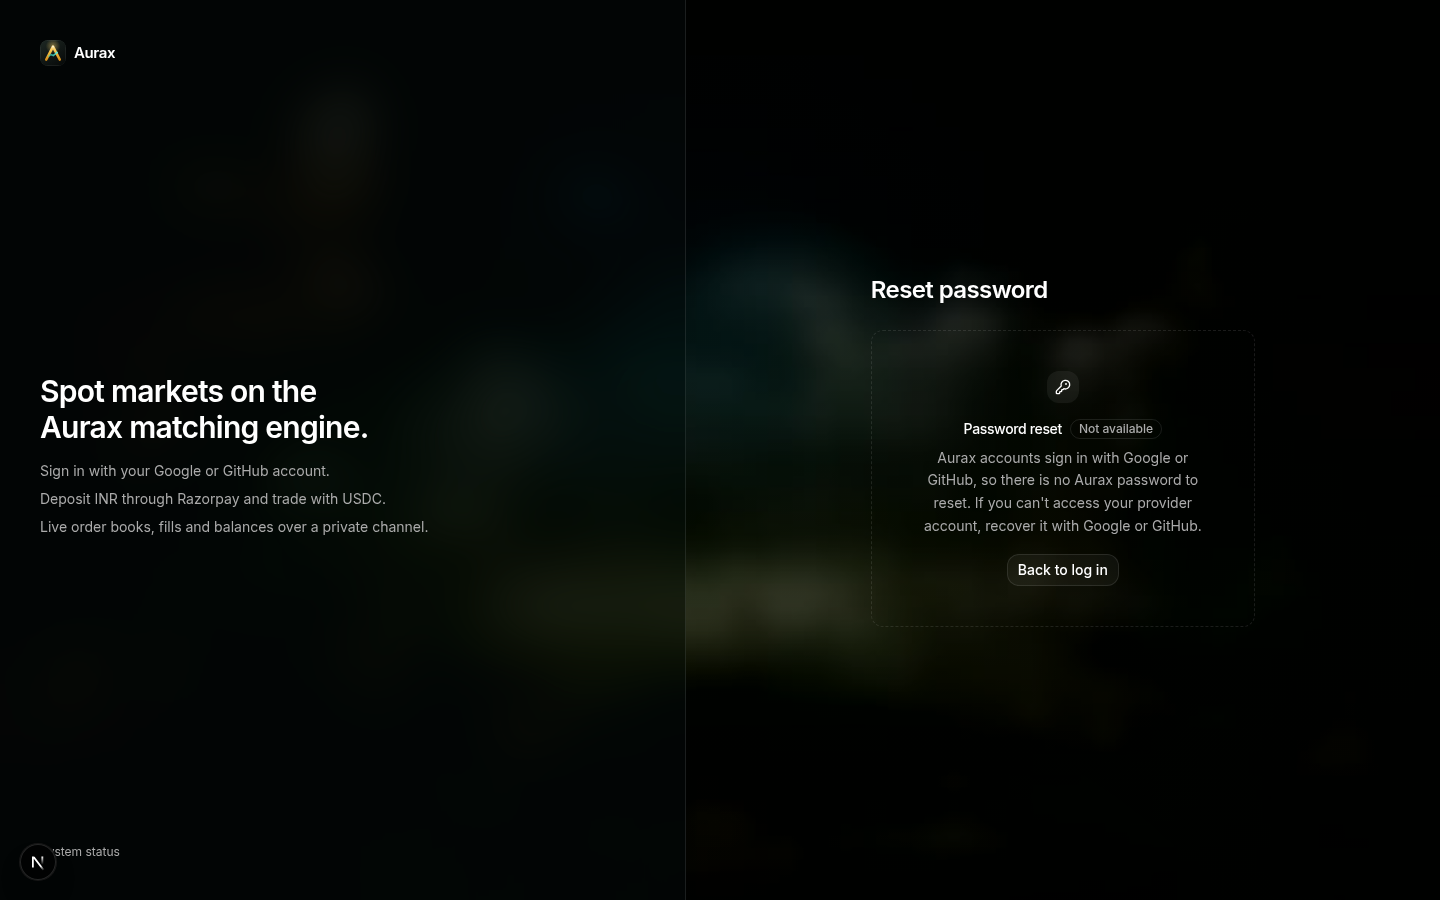 Aurax
Spot markets on the
Aurax matching engine.
Sign in with your Google or GitHub account.
Deposit INR through Razorpay and trade with USDC.
Live order books, fills and balances over a private channel.
status
Reset password
Password reset Not available
Aurax accounts sign in with Google or
GitHub, so there is no Aurax password to
reset. If you can't access your provider
account, recover it with Google or GitHub.
Back to log in